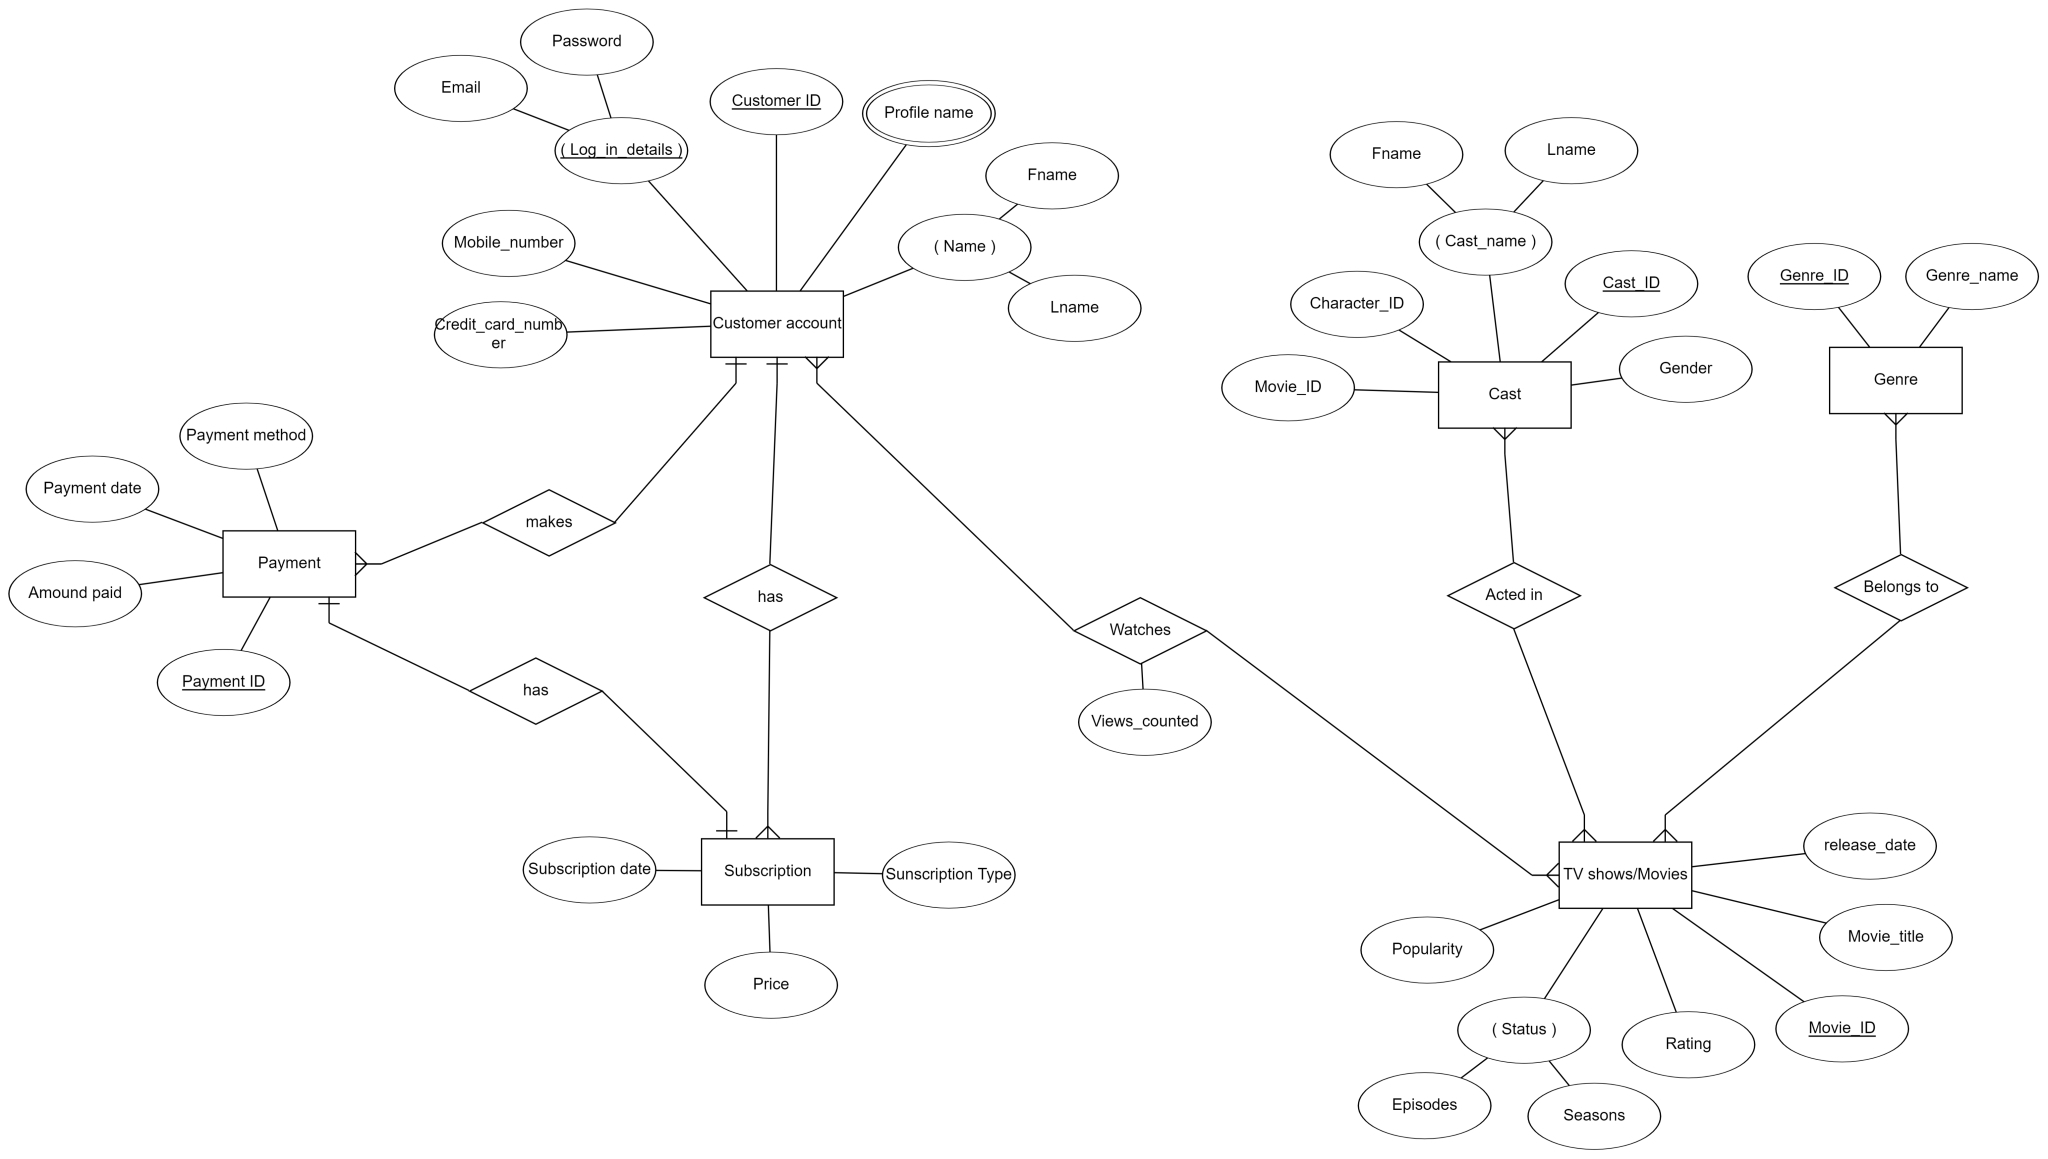 Password
Email
( Log_in_details )
Customer ID
Profile name
Fname
( Name )
Lname
Mobile_number
Credit_card_numb
er
Customer account
Fname
Lname
( Cast_name )
Character_ID
Cast_ID
Movie_ID
Gender
Cast
Genre_ID
Genre_name
Genre
Payment method
Payment date
Payment
Amound paid
Payment ID
makes
has
has
Watches
Views_counted
Acted in
Belongs to
Subscription date
Subscription
Sunscription Type
Price
TV shows/Movies
release_date
Movie_title
Popularity
( Status )
Rating
Movie_ID
Episodes
Seasons